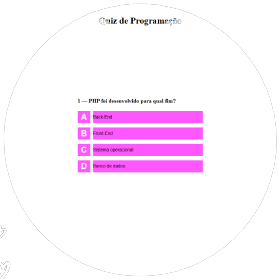 Quiz de Programação
1 — PHP foi desenvolvido para qual fim?
A Back-End
B Front-End
C Sistema operacional
D Banco de dados